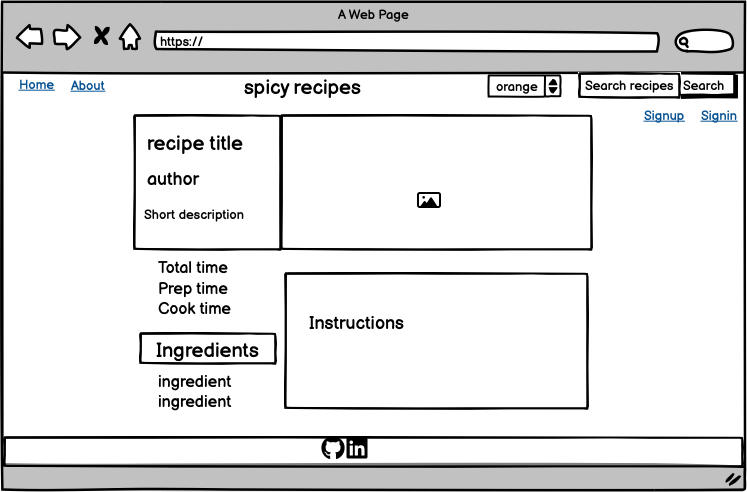 A Web Page
https://
Home About spicy recipes orange Search recipes Search
Signup Signin
recipe title
author
Short description
Total time
Prep time
Cook time
Instructions
Ingredients
ingredient
ingredient
in